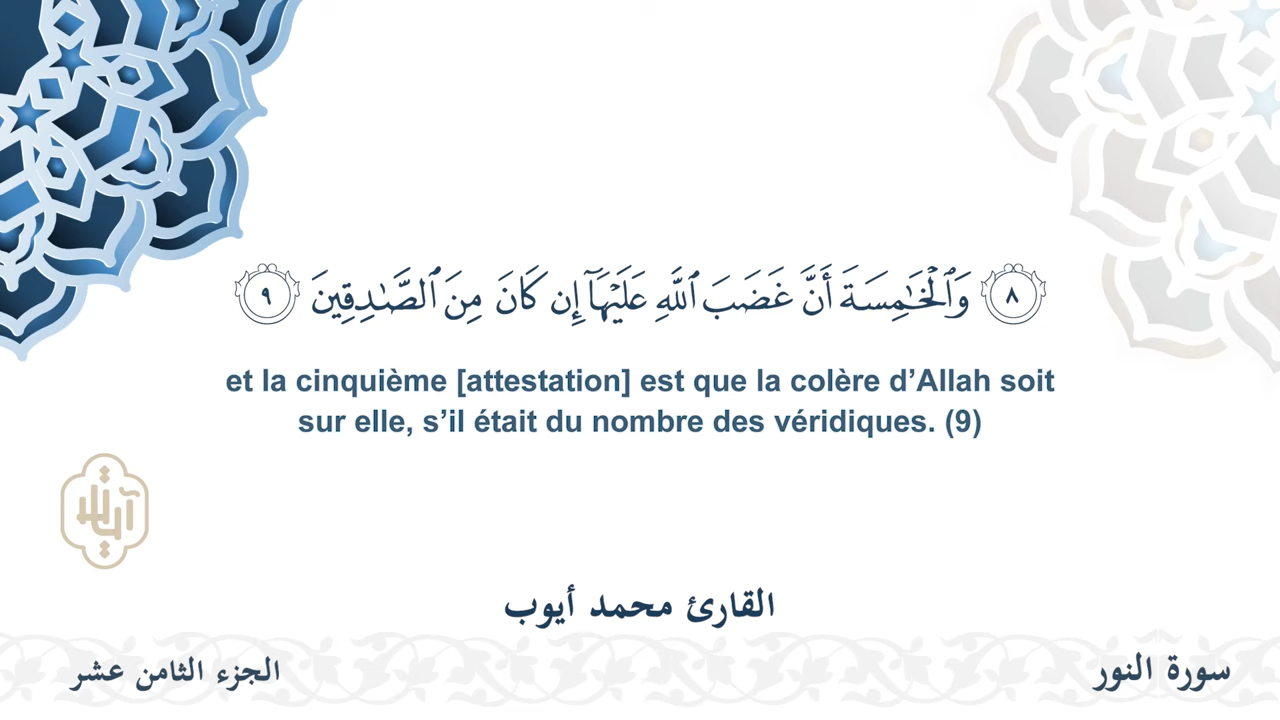 ٨ وَٱلْخَٰمِسَةَ أَنَّ غَضَبَ ٱللَّهِ عَلَيْهَآ إِن كَانَ مِنَ ٱلصَّٰدِقِينَ ٩
et la cinquième [attestation] est que la colère d’Allah soit
sur elle, s’il était du nombre des véridiques. (9)
القارئ محمد أيوب
سورة النور
الجزء الثامن عشر